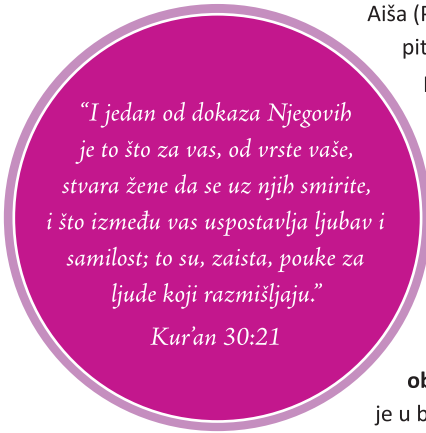 Aiša (
“I jedan od dokaza Njegovih
je to što za vas, od vrste vaše,
stvara žene da se uz njih smirite,
i što između vas uspostavlja ljubav i
samilost; to su, zaista, pouke za
ljude koji razmišljaju.”
Kur’an 30:21
je u